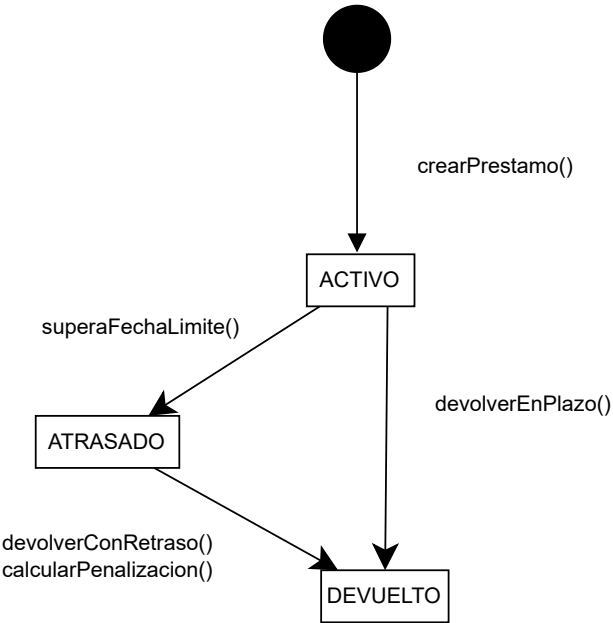 crearPrestamo()
ACTIVO
superaFechaLimite()
devolverEnPlazo()
ATRASADO
devolverConRetraso()
calcularPenalizacion()
DEVUELTO